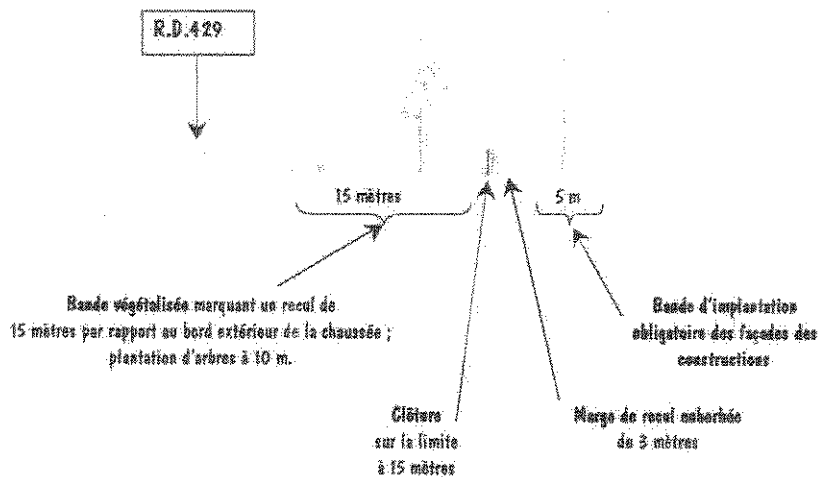 R.D.429
15 mètres
5 m
Bande végétalisée marquant un recul de
15 mètres par rapport au bord extérieur de la chaussée ;
plantation d'arbres à 10 m.
Bande d'implantation
obligatoire des façades des
constructions
Clôture
sur la limite
à 15 mètres
Marge de recul enherbée
de 3 mètres